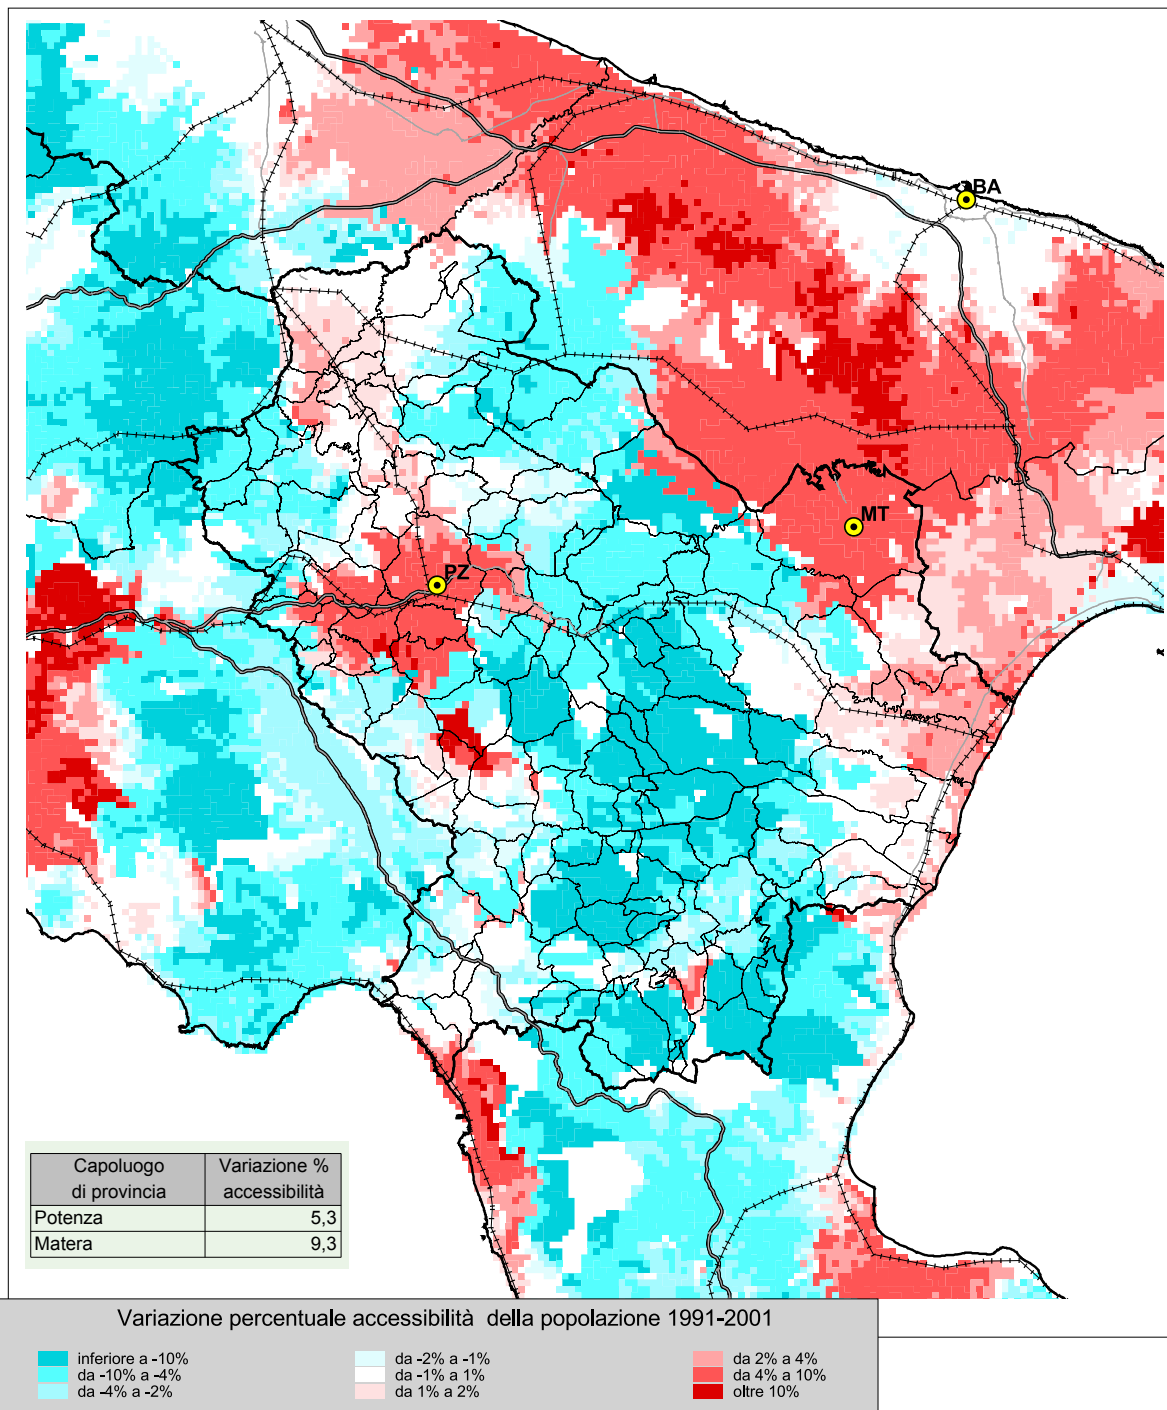 BA
MT
PZ
Capoluogo di provincia Variazione % accessibilità
Potenza 5,3
Matera 9,3
Variazione percentuale accessibilità della popolazione 1991-2001
inferiore a -10%
da -10% a -4%
da -4% a -2%
da -2% a -1%
da -1% a 1%
da 1% a 2%
da 2% a 4%
da 4% a 10%
oltre 10%